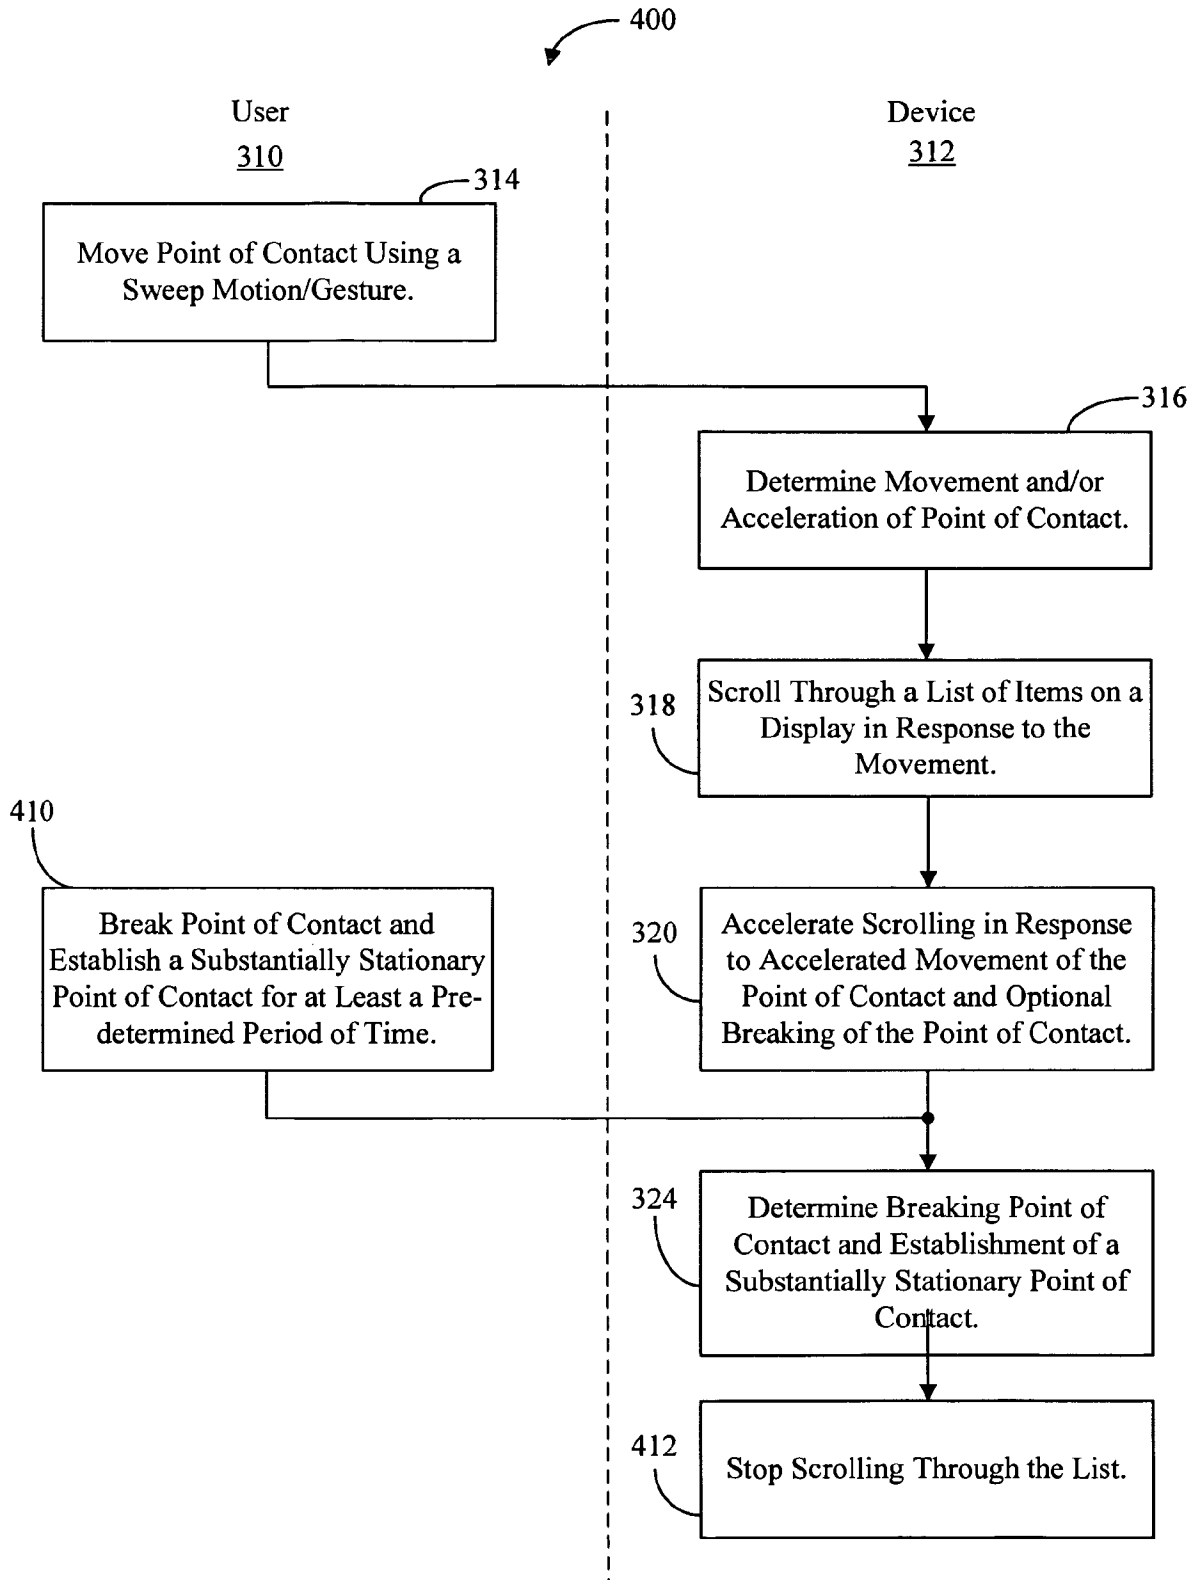 400
User
310
Device
312
314
Move Point of Contact Using a
Sweep Motion/Gesture.
316
Determine Movement and/or
Acceleration of Point of Contact.
318
Scroll Through a List of Items on a
Display in Response to the
Movement.
410
Break Point of Contact and
Establish a Substantially Stationary
Point of Contact for at Least a Pre-
determined Period of Time.
320
Accelerate Scrolling in Response
to Accelerated Movement of the
Point of Contact and Optional
Breaking of the Point of Contact.
324
Determine Breaking Point of
Contact and Establishment of a
Substantially Stationary Point of
Contact.
412
Stop Scrolling Through the List.